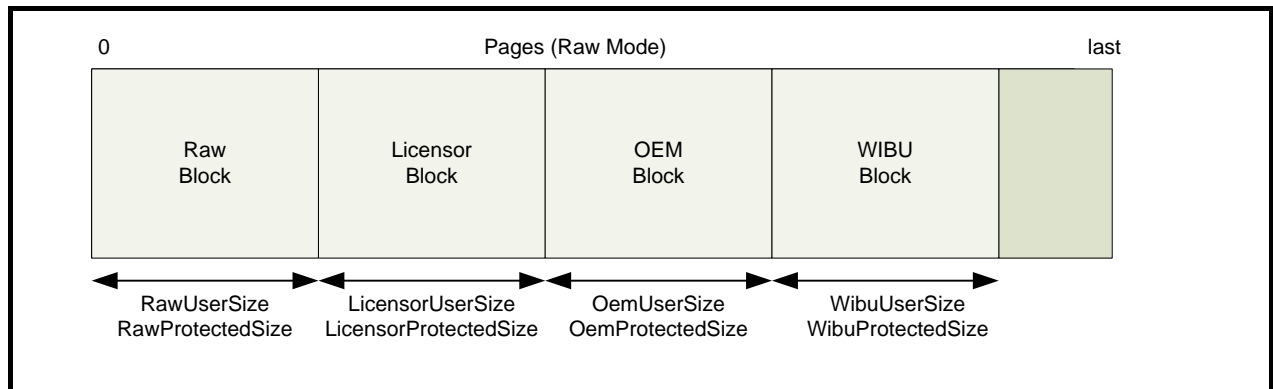 0 Pages (Raw Mode) last
Raw Licensor OEM WIBU
Block Block Block Block
RawUserSize LicensorUserSize OemUserSize WibuUserSize
RawProtectedSize LicensorProtectedSize OemProtectedSize WibuProtectedSize